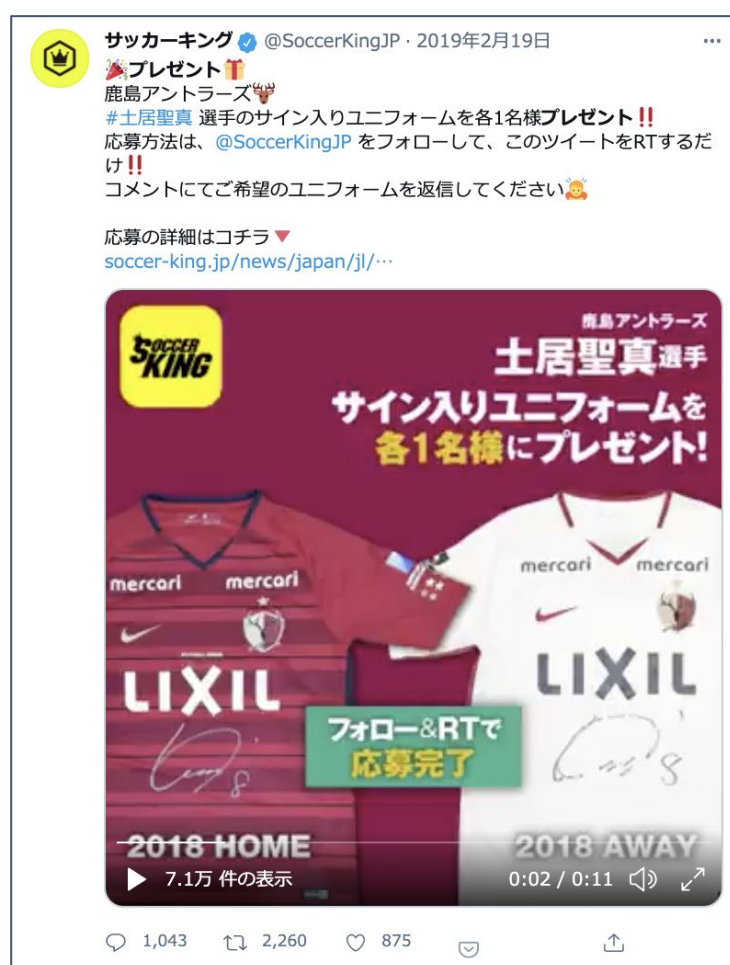 サッカーキング @SoccerKingJP · 2019年2月19日
🎉プレゼント🎁
鹿島アントラーズ🦌
#土居聖真 選手のサイン入りユニフォームを各1名様プレゼント‼️
応募方法は、@SoccerKingJP をフォローして、このツイートをRTするだ
け‼️
コメントにてご希望のユニフォームを返信してください🙇
応募の詳細はコチラ🔻
soccer-king.jp/news/japan/jl/…
SOCCER
KING
鹿島アントラーズ
土居聖真選手
サイン入りユニフォームを
各1名様にプレゼント!
mercari mercari
mercari mercari
LIXIL
LIXIL
フォロー&RTで
応募完了
8
8
2018 HOME
2018 AWAY
7.1万 件の表示
0:02 / 0:11
1,043 2,260 875